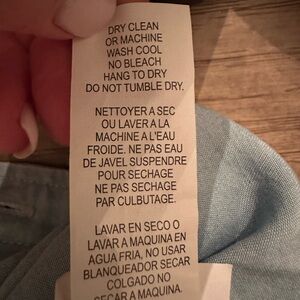 DRY CLEAN
OR MACHINE
WASH COOL
NO BLEACH
HANG TO DRY
DO NOT TUMBLE DRY.
NETTOYER A SEC
OU LAVER A LA
MACHINE A L'EAU
FROIDE. NE PAS EAU
DE JAVEL SUSPENDRE
POUR SECHAGE
NE PAS SECHAGE
PAR CULBUTAGE.
LAVAR EN SECO O
LAVAR A MAQUINA EN
AGUA FRIA, NO USAR
BLANQUEADOR SECAR
COLGADO NO
SECAR A MAQUINA